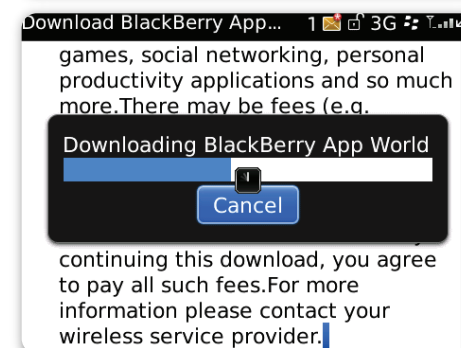 Download BlackBerry App... 1 3G
games, social networking, personal
productivity applications and so much
more.There may be fees (e.g.
Downloading BlackBerry App World
Cancel
continuing this download, you agree
to pay all such fees.For more
information please contact your
wireless service provider.